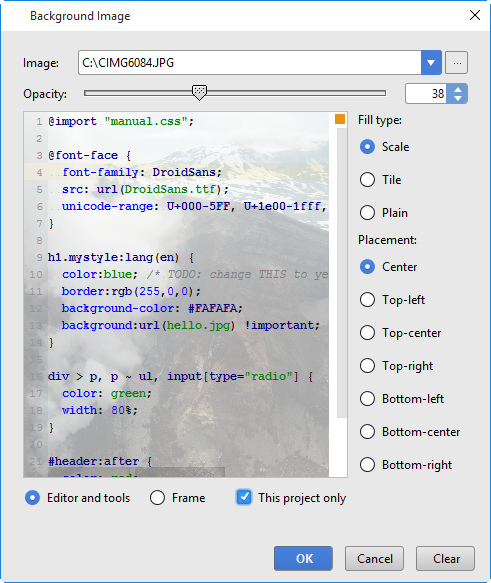 Background Image
Image: C:\CIMG6084.JPG ...
Opacity: 38
Fill type:
Scale
Tile
Plain
Placement:
Center
Top-left
Top-center
Top-right
Bottom-left
Bottom-center
Bottom-right
1 @import "manual.css";
2
3 @font-face {
4 font-family: DroidSans;
5 src: url(DroidSans.ttf);
6 unicode-range: U+000-5FF, U+1e00-1fff,
7 }
8
9 h1.mystyle:lang(en) {
10 color:blue; /* TODO: change THIS to ye
11 border:rgb(255,0,0);
12 background-color: #FAFAFA;
13 background:url(hello.jpg) !important;
14 }
15
16 div > p, p ~ ul, input[type="radio"] {
17 color: green;
18 width: 80%;
19 }
20
21 #header:after {
Editor and tools Frame This project only
OK Cancel Clear